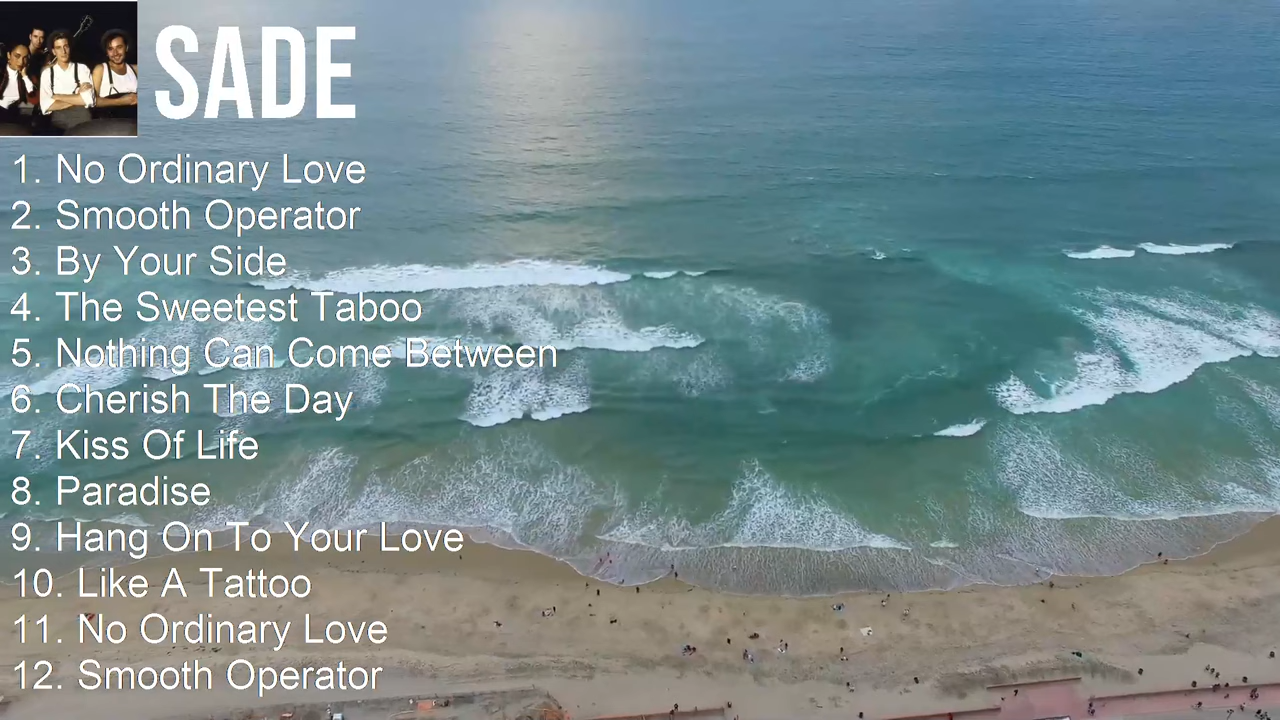 SADE
1. No Ordinary Love
2. Smooth Operator
3. By Your Side
4. The Sweetest Taboo
5. Nothing Can Come Between
6. Cherish The Day
7. Kiss Of Life
8. Paradise
9. Hang On To Your Love
10. Like A Tattoo
11. No Ordinary Love
12. Smooth Operator